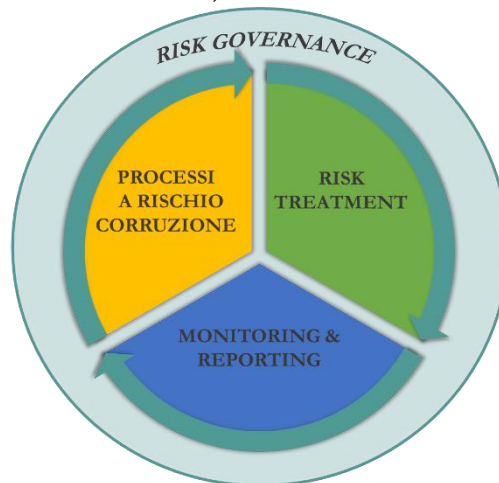 RISK GOVERNANCE
PROCESSI
A RISCHIO
CORRUZIONE
RISK
TREATMENT
MONITORING &
REPORTING